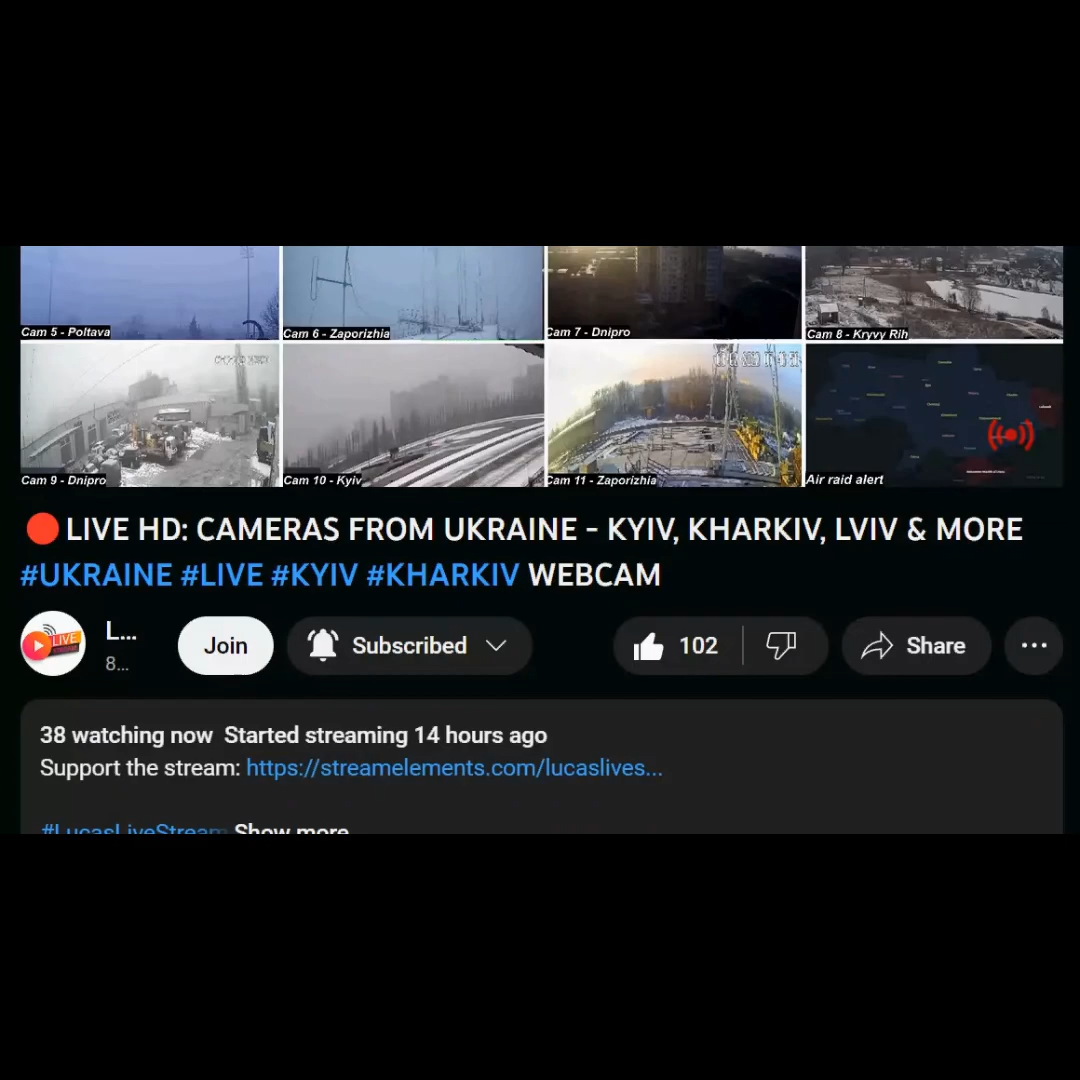 Cam 5 - Poltava
Cam 6 - Zaporizhia
Cam 7 - Dnipro
Cam 8 - Kryvy Rih
Cam 9 - Dnipro
Cam 10 - Kyiv
Cam 11 - Zaporizhia
Air raid alert
LIVE HD: CAMERAS FROM UKRAINE - KYIV, KHARKIV, LVIV & MORE
#UKRAINE #LIVE #KYIV #KHARKIV WEBCAM
LIVE
L...
8...
Join
Subscribed
102
Share
38 watching now Started streaming 14 hours ago
Support the stream: https://streamelements.com/lucaslives...
#LucasLiveStream Show more